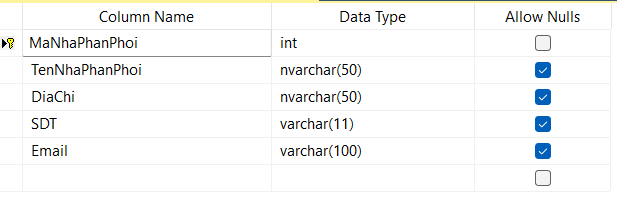 Column Name Data Type Allow Nulls
MaNhaPhanPhoi int
TenNhaPhanPhoi nvarchar(50)
DiaChi nvarchar(50)
SDT varchar(11)
Email varchar(100)